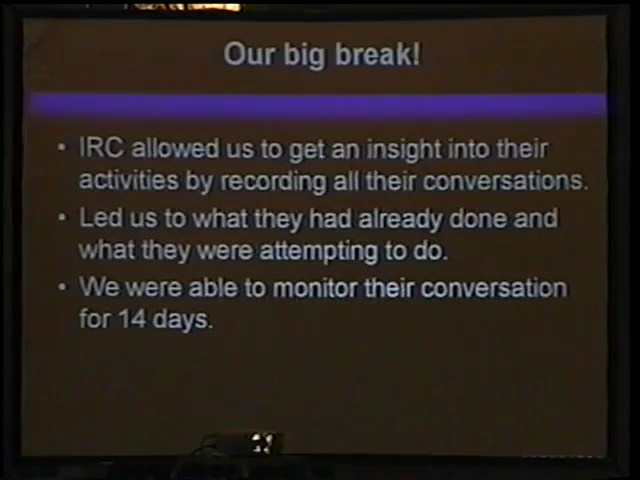 Our big break!
• IRC allowed us to get an insight into their
activities by recording all their conversations.
• Led us to what they had already done and
what they were attempting to do.
• We were able to monitor their conversation
for 14 days.